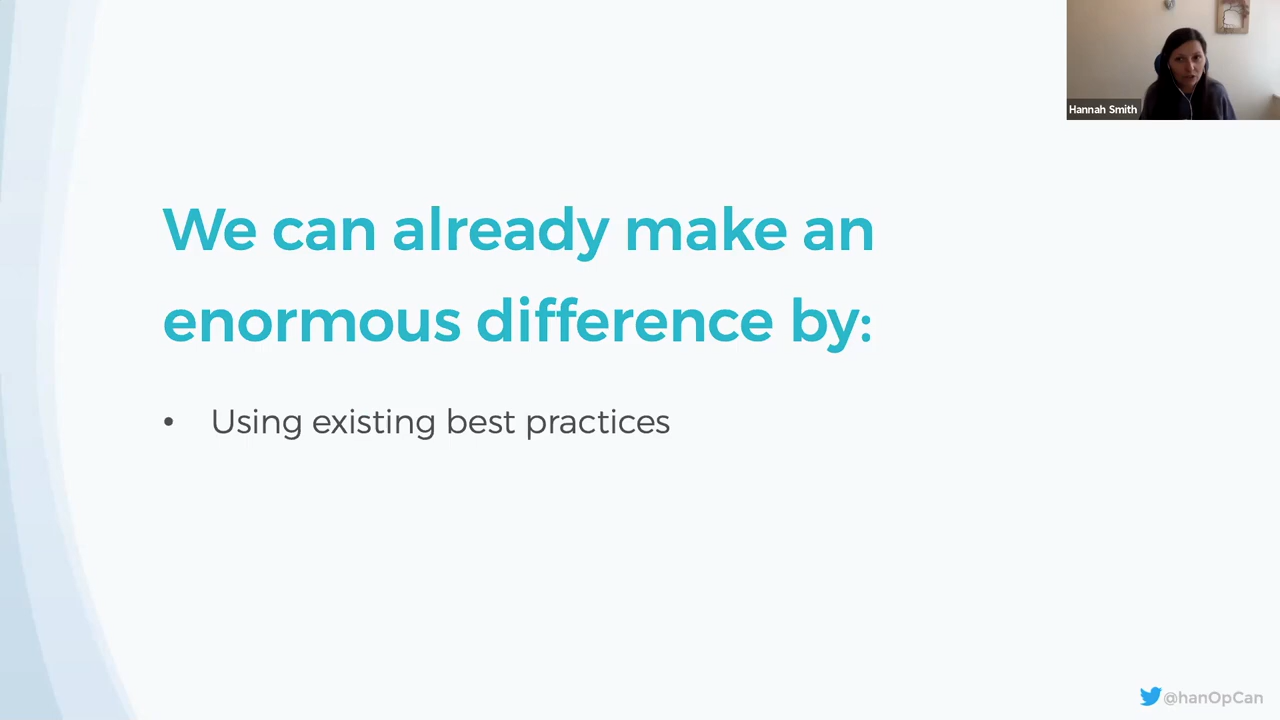 Hannah Smith
We can already make an
enormous difference by:
• Using existing best practices
@hanOpCan